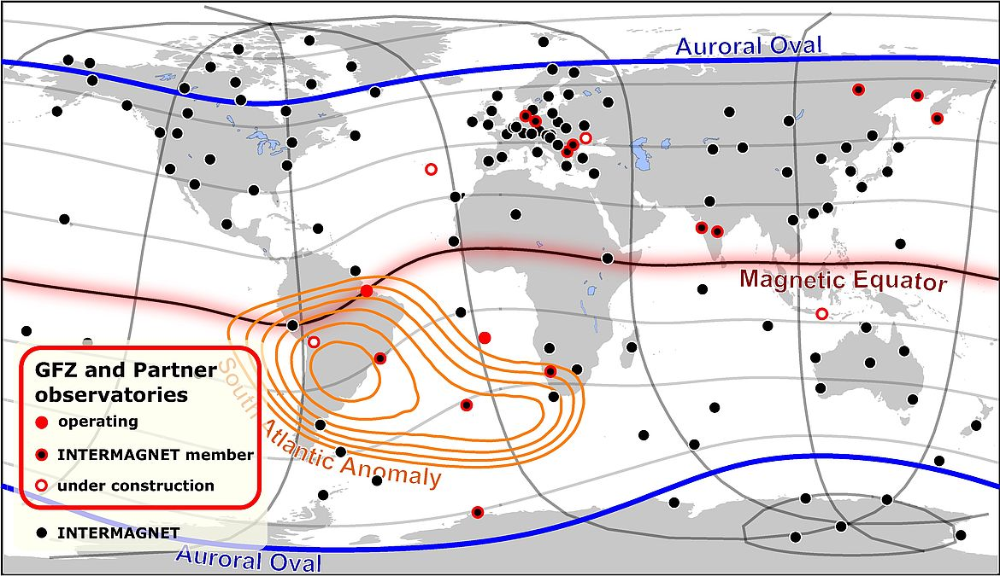 Auroral Oval
Magnetic Equator
GFZ and Partner
observatories
operating
INTERMAGNET member
under construction
INTERMAGNET
South Atlantic Anomaly
Auroral Oval